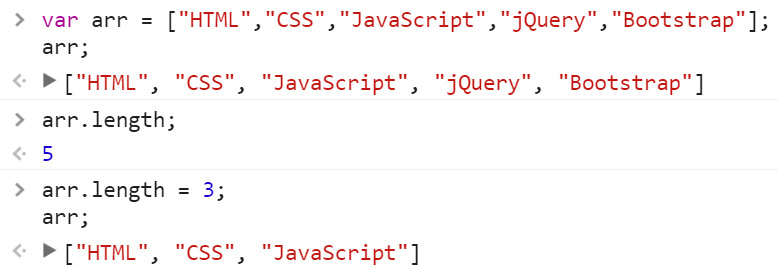 var arr = ["HTML","CSS","JavaScript","jQuery","Bootstrap"];
arr;
["HTML", "CSS", "JavaScript", "jQuery", "Bootstrap"]
arr.length;
5
arr.length = 3;
arr;
["HTML", "CSS", "JavaScript"]